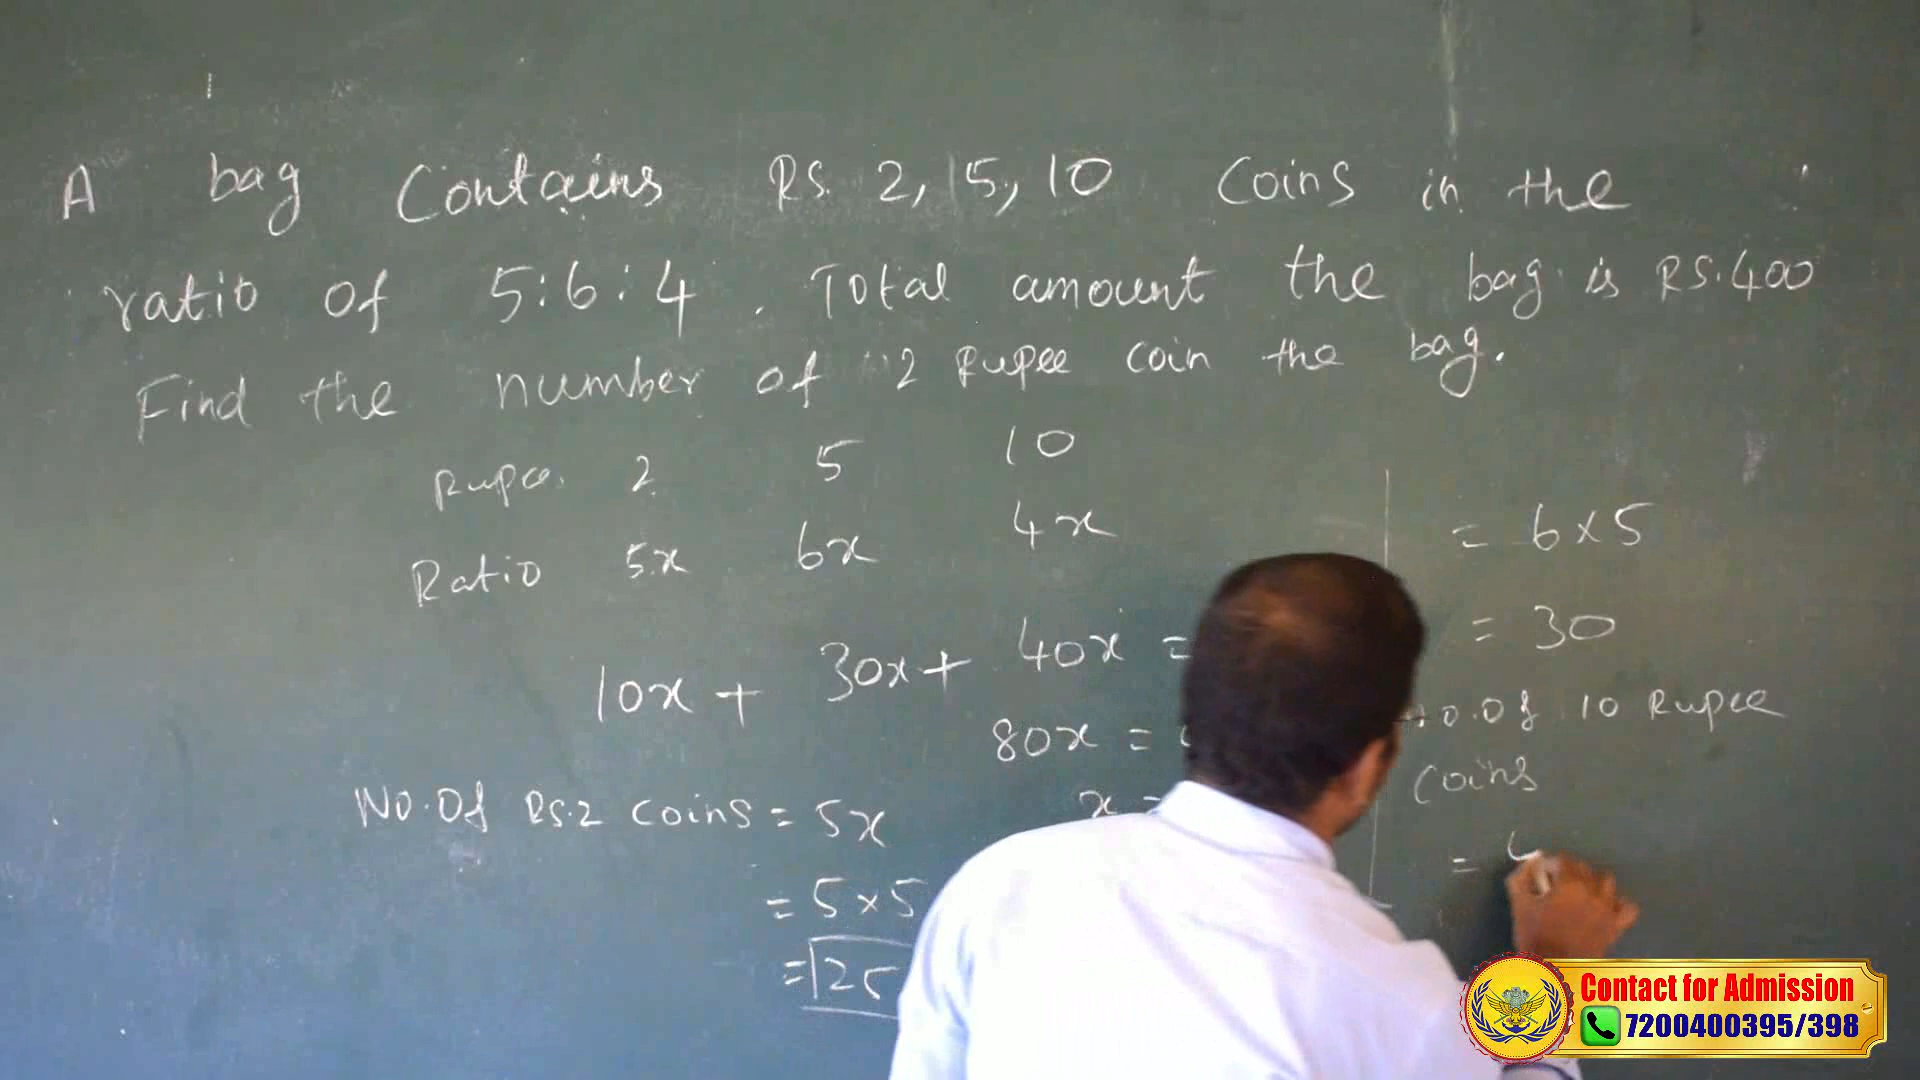 A bag Contains RS. 2, 5, 10 Coins in the
ratio of 5:6:4. Total amount the bag is RS.400
Find the number of 2 Rupee coin the bag.
Rupee. 2 5 10
Ratio 5x 6x 4x
10x + 30x + 40x =
80x =
x =
No.Of Rs.2 coins = 5x
= 5×5
= 25
= 6×5
= 30
No.Of 10 Rupee
Coins
= 4
Contact for Admission
7200400395/398